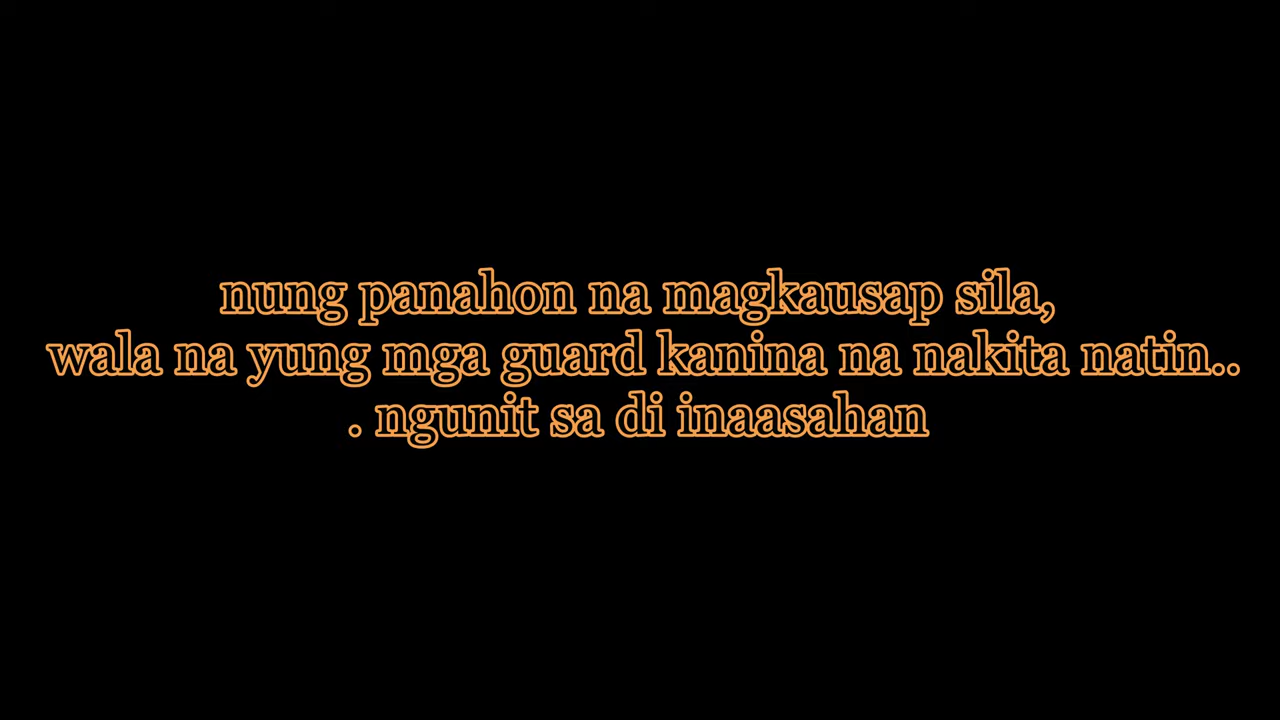 nung panahon na magkausap sila,
wala na yung mga guard kanina na nakita natin..
. ngunit sa di inaasahan